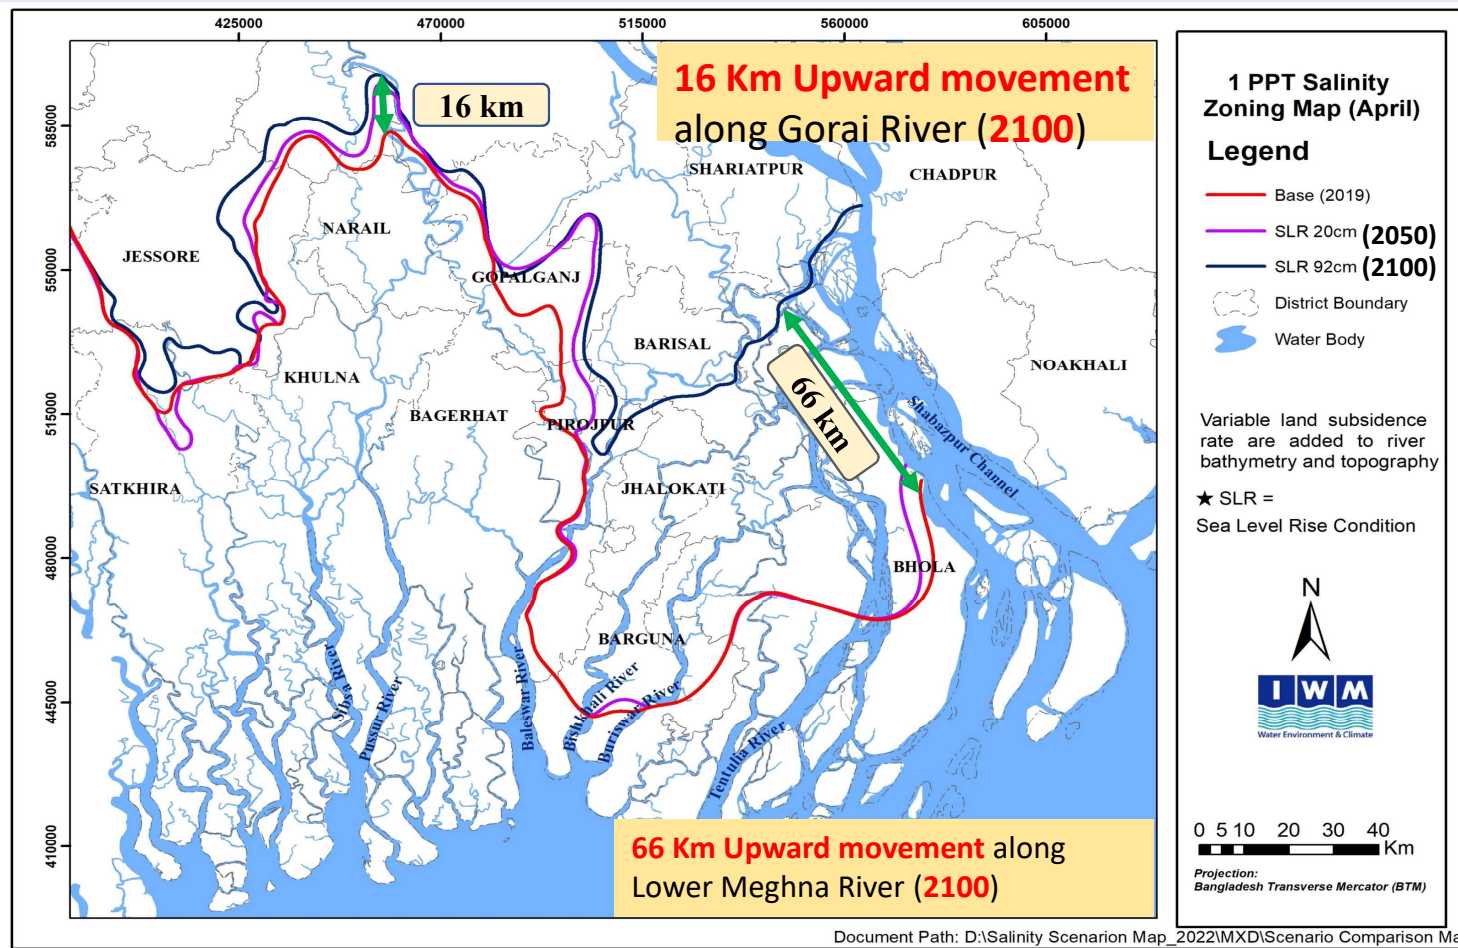 425000
470000
515000
560000
605000
585000
550000
515000
480000
445000
410000
16 km
16 Km Upward movement
along Gorai River (2100)
SHARIATPUR
CHADPUR
NARAIL
JESSORE
GOPALGANJ
BARISAL
NOAKHALI
KHULNA
BAGERHAT
PIROJPUR
66 km
Shabazpur Channel
SATKHIRA
JHALOKATI
BHOLA
BARGUNA
Sibsa River
Pussur River
Baleswar River
Bishkhali River
Buriswar River
Tentulia River
66 Km Upward movement along
Lower Meghna River (2100)
1 PPT Salinity
Zoning Map (April)
Legend
Base (2019)
SLR 20cm (2050)
SLR 92cm (2100)
District Boundary
Water Body
Variable land subsidence
rate are added to river
bathymetry and topography
★ SLR =
Sea Level Rise Condition
N
IWM
Water Environment & Climate
0 5 10 20 30 40
Km
Projection:
Bangladesh Transverse Mercator (BTM)
Document Path: D:\Salinity Scenarion Map_2022\MXD\Scenario Comparison Ma